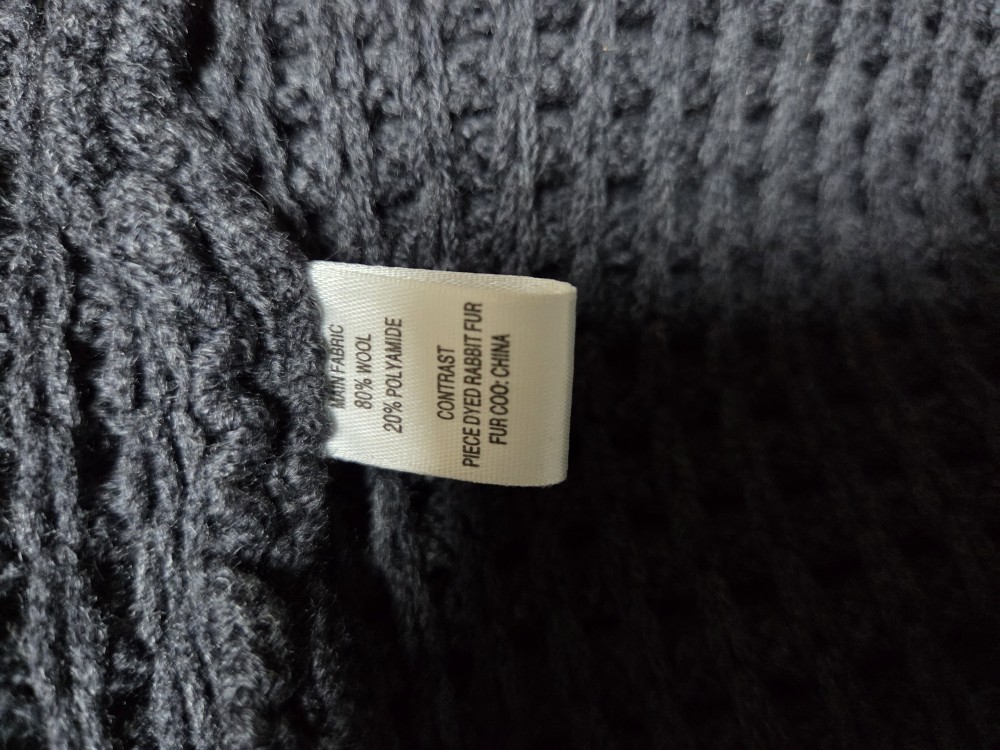 MAIN FABRIC
80% WOOL
20% POLYAMIDE
CONTRAST
PIECE DYED RABBIT FUR
FUR COO: CHINA